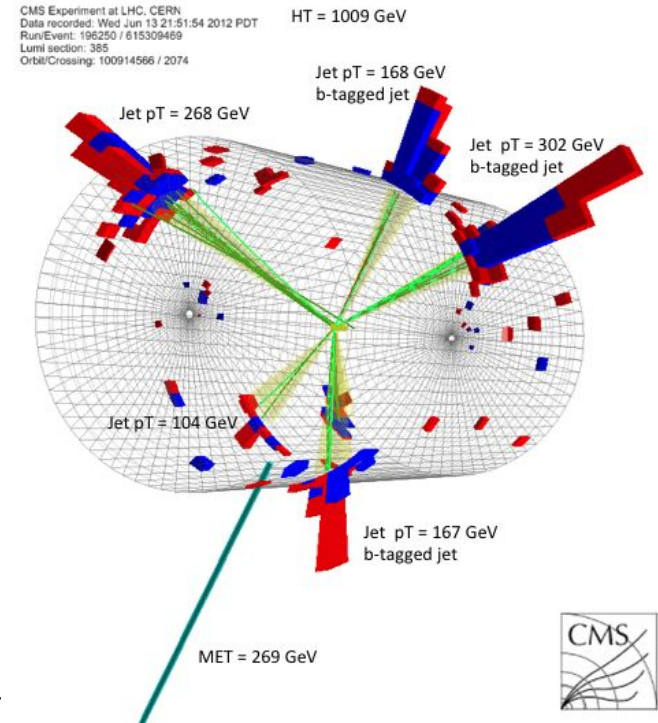 CMS Experiment at LHC, CERN
Data recorded: Wed Jun 13 21:51:54 2012 PDT
Run/Event: 196250 / 615309469
Lumi section: 385
Orbit/Crossing: 100914566 / 2074
HT = 1009 GeV
Jet pT = 168 GeV
b-tagged jet
Jet pT = 268 GeV
Jet pT = 302 GeV
b-tagged jet
Jet pT = 104 GeV
Jet pT = 167 GeV
b-tagged jet
MET = 269 GeV
CMS